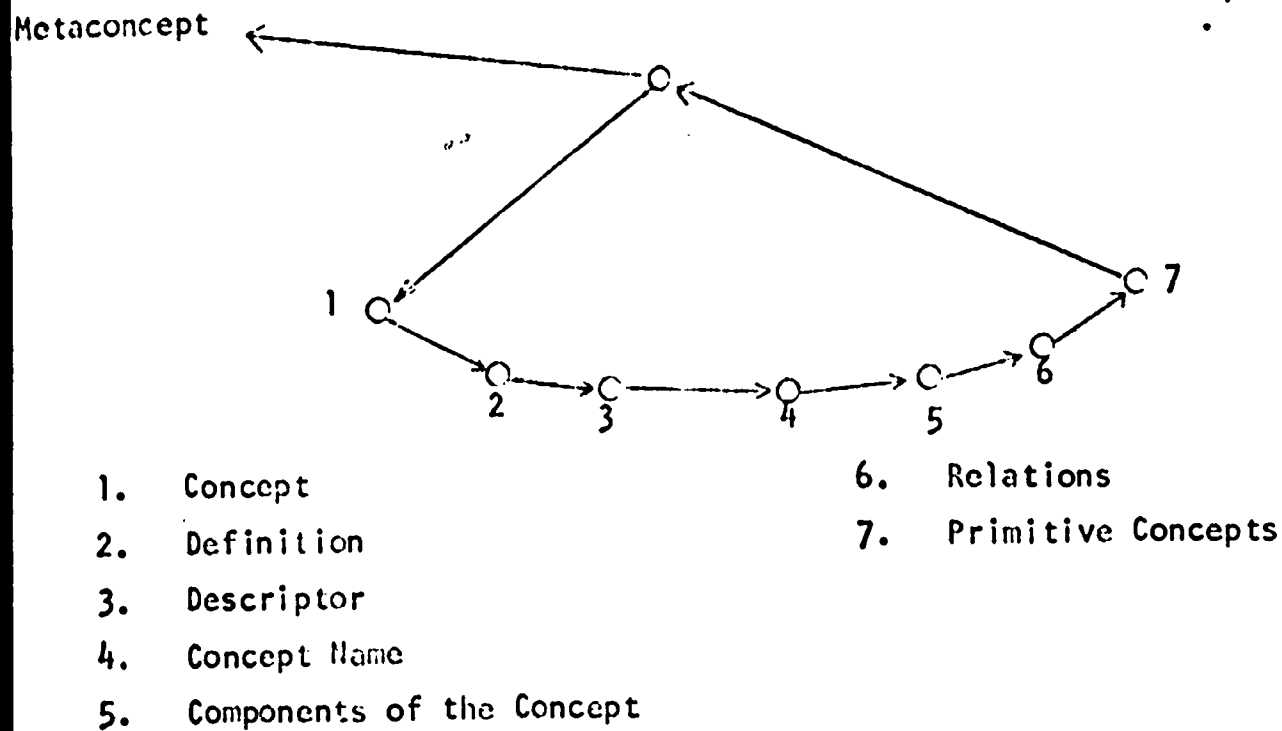 Metaconcept
1
7
2
3
4
5
6
1. Concept
2. Definition
3. Descriptor
4. Concept Name
5. Components of the Concept
6. Relations
7. Primitive Concepts